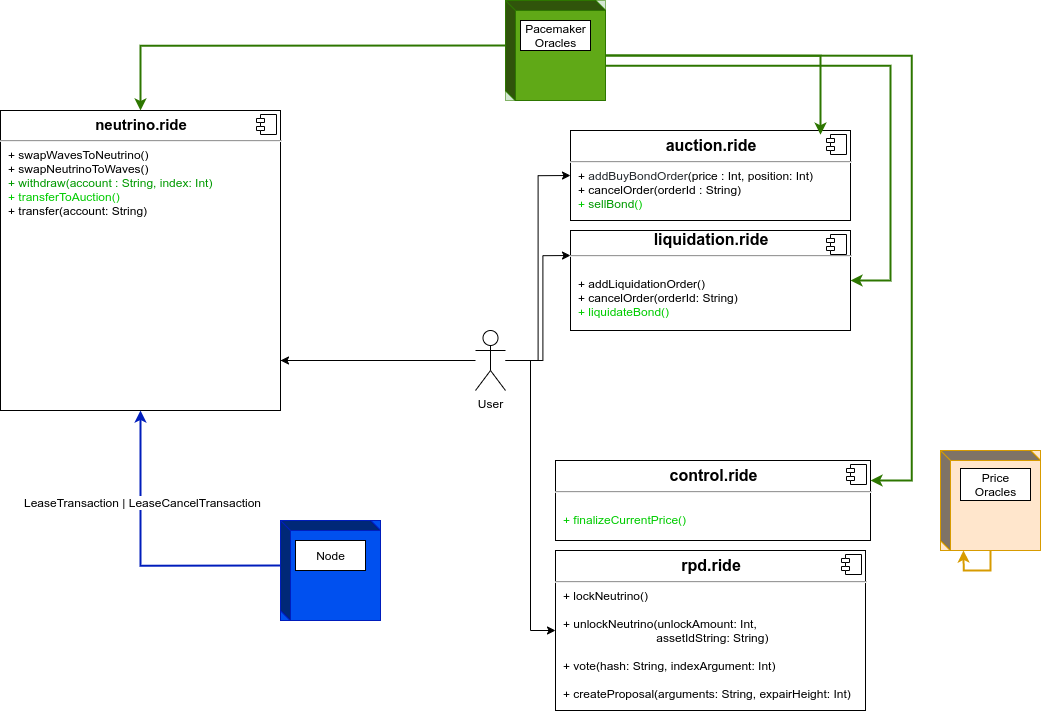 Pacemaker
Oracles
neutrino.ride
+ swapWavesToNeutrino()
+ swapNeutrinoToWaves()
+ withdraw(account : String, index: Int)
+ transferToAuction()
+ transfer(account: String)
auction.ride
+ addBuyBondOrder(price : Int, position: Int)
+ cancelOrder(orderId : String)
+ sellBond()
liquidation.ride
+ addLiquidationOrder()
+ cancelOrder(orderId: String)
+ liquidateBond()
User
LeaseTransaction | LeaseCancelTransaction
Node
control.ride
+ finalizeCurrentPrice()
Price
Oracles
rpd.ride
+ lockNeutrino()
+ unlockNeutrino(unlockAmount: Int,
assetIdString: String)
+ vote(hash: String, indexArgument: Int)
+ createProposal(arguments: String, expairHeight: Int)